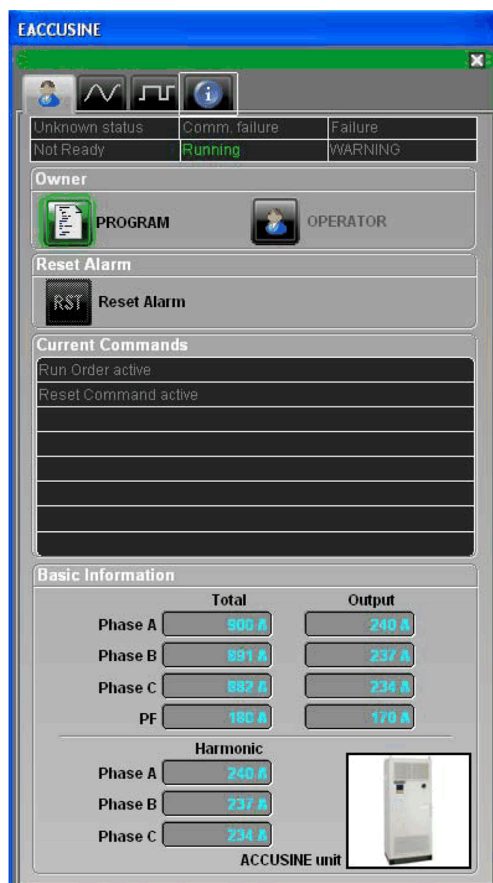 EACCUSINE
Unknown status Comm. failure Failure
Not Ready Running WARNING
Owner
PROGRAM OPERATOR
Reset Alarm
RST Reset Alarm
Current Commands
Run Order active
Reset Command active
Basic Information
Total Output
Phase A 900 A 240 A
Phase B 891 A 237 A
Phase C 882 A 234 A
PF 180 A 170 A
Harmonic
Phase A 240 A
Phase B 237 A
Phase C 234 A
ACCUSINE unit